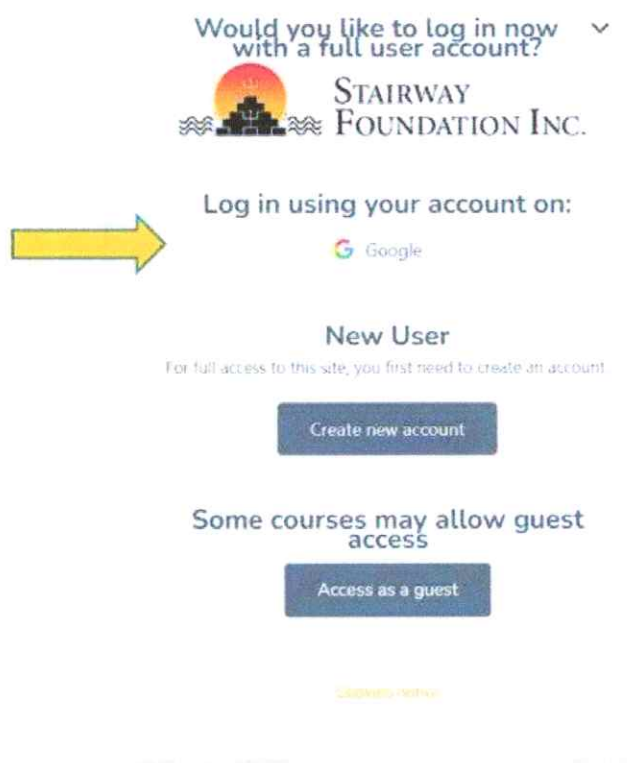 Would you like to log in now
with a full user account?
STAIRWAY
FOUNDATION INC.
Log in using your account on:
Google
New User
For full access to this site, you first need to create an account
Create new account
Some courses may allow guest
access
Access as a guest
Cookies notice